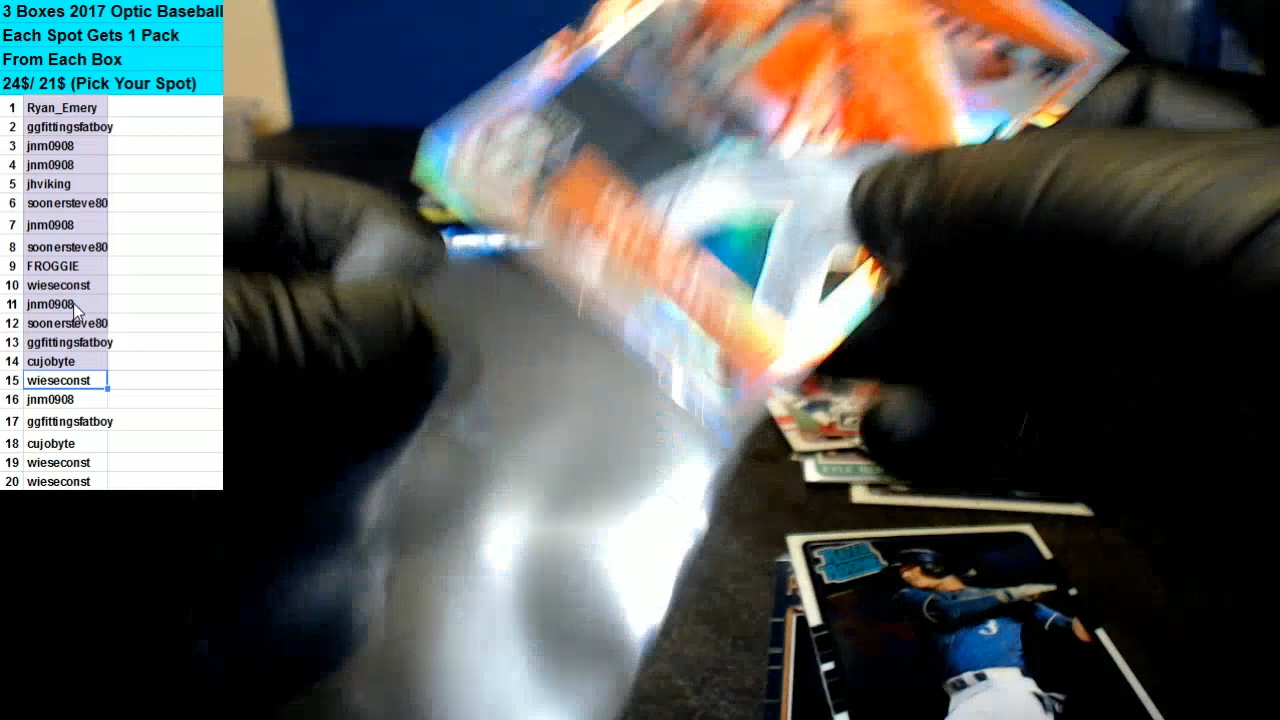 3 Boxes 2017 Optic Baseball
Each Spot Gets 1 Pack
From Each Box
24$/ 21$ (Pick Your Spot)
1 Ryan_Emery
2 ggfittingsfatboy
3 jnm0908
4 jnm0908
5 jhviking
6 soonersteve80
7 jnm0908
8 soonersteve80
9 FROGGIE
10 wieseconst
11 jnm0908
12 soonersteve80
13 ggfittingsfatboy
14 cujobyte
15 wieseconst
16 jnm0908
17 ggfittingsfatboy
18 cujobyte
19 wieseconst
20 wieseconst